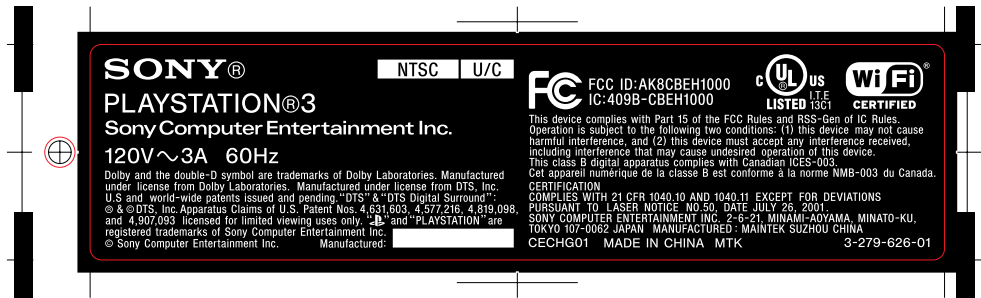 SONY®
NTSC U/C
PLAYSTATION®3
Sony Computer Entertainment Inc.
120V～3A 60Hz
Dolby and the double-D symbol are trademarks of Dolby Laboratories. Manufactured
under license from Dolby Laboratories. Manufactured under license from DTS, Inc.
U.S and world-wide patents issued and pending. "DTS" & "DTS Digital Surround":
® & © DTS, Inc. Apparatus Claims of U.S. Patent Nos. 4,631,603, 4,577,216, 4,819,098,
and 4,907,093 licensed for limited viewing uses only. " " and "PLAYSTATION" are
registered trademarks of Sony Computer Entertainment Inc.
© Sony Computer Entertainment Inc. Manufactured:
FC FCC ID:AK8CBEH1000
IC:409B-CBEH1000
C UL ® US
LISTED I.T.E 13C1
Wi Fi ®
CERTIFIED
This device complies with Part 15 of the FCC Rules and RSS-Gen of IC Rules.
Operation is subject to the following two conditions: (1) this device may not cause
harmful interference, and (2) this device must accept any interference received,
including interference that may cause undesired operation of this device.
This class B digital apparatus complies with Canadian ICES-003.
Cet appareil numérique de la classe B est conforme à la norme NMB-003 du Canada.
CERTIFICATION
COMPLIES WITH 21 CFR 1040.10 AND 1040.11 EXCEPT FOR DEVIATIONS
PURSUANT TO LASER NOTICE NO.50, DATE JULY 26, 2001.
SONY COMPUTER ENTERTAINMENT INC. 2-6-21, MINAMI-AOYAMA, MINATO-KU,
TOKYO 107-0062 JAPAN MANUFACTURED : MAINTEK SUZHOU CHINA
CECHG01 MADE IN CHINA MTK 3-279-626-01